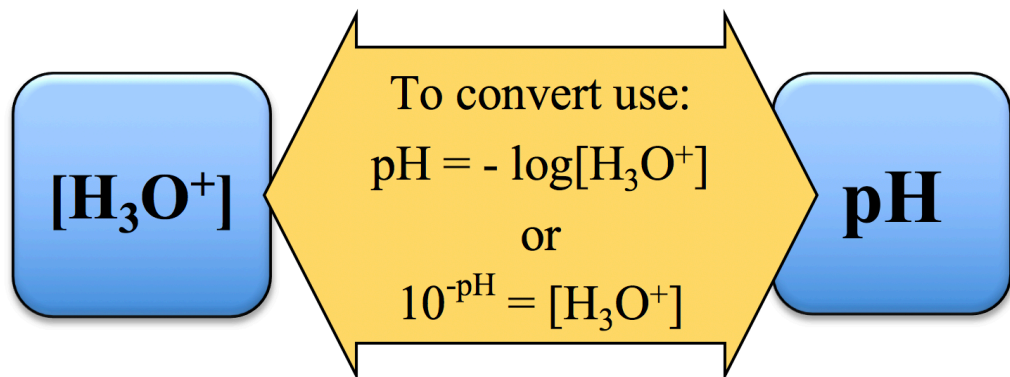 [H₃O⁺]
To convert use:
pH = - log[H₃O⁺]
or
10⁻ᵖᴴ = [H₃O⁺]
pH